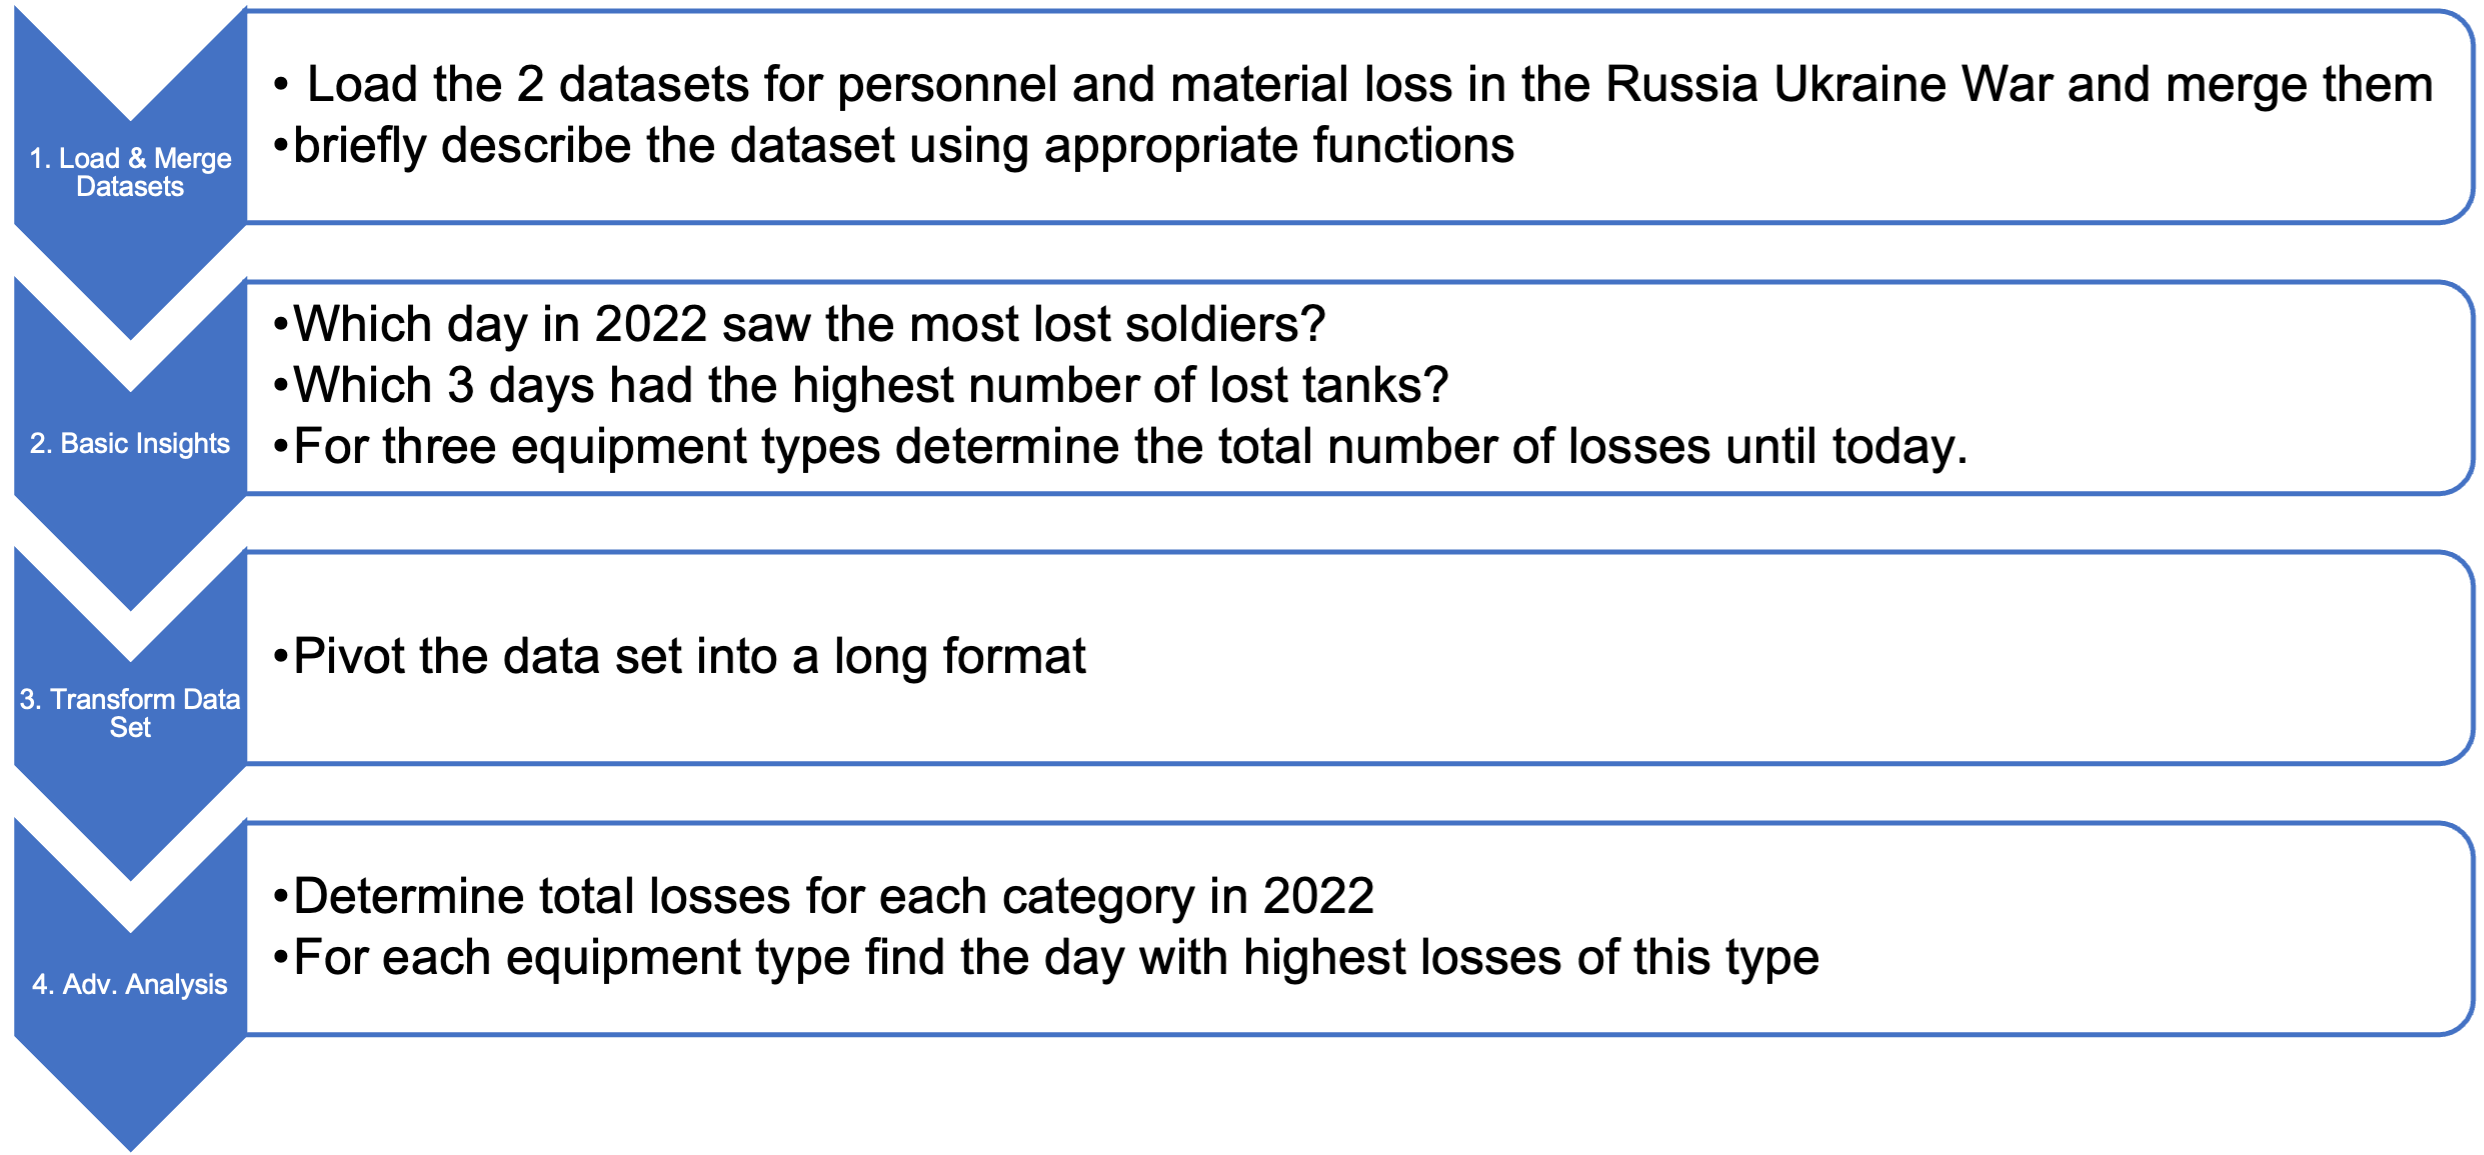 1. Load & Merge
Datasets
• Load the 2 datasets for personnel and material loss in the Russia Ukraine War and merge them
•briefly describe the dataset using appropriate functions
2. Basic Insights
•Which day in 2022 saw the most lost soldiers?
•Which 3 days had the highest number of lost tanks?
•For three equipment types determine the total number of losses until today.
3. Transform Data
Set
•Pivot the data set into a long format
4. Adv. Analysis
•Determine total losses for each category in 2022
•For each equipment type find the day with highest losses of this type